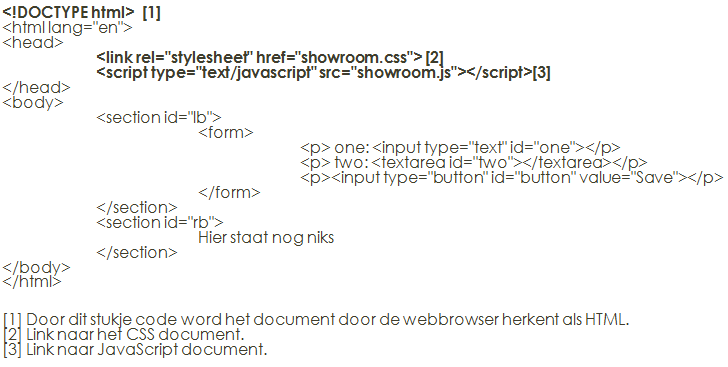 <!DOCTYPE html> [1]
<html lang="en">
<head>
<link rel="stylesheet" href="showroom.css"> [2]
<script type="text/javascript" src="showroom.js"></script>[3]
</head>
<body>
<section id="lb">
<form>
<p> one: <input type="text" id="one"></p>
<p> two: <textarea id="two"></textarea></p>
<p><input type="button" id="button" value="Save"></p>
</form>
</section>
<section id="rb">
Hier staat nog niks
</section>
</body>
</html>
[1] Door dit stukje code word het document door de webbrowser herkent als HTML.
[2] Link naar het CSS document.
[3] Link naar JavaScript document.